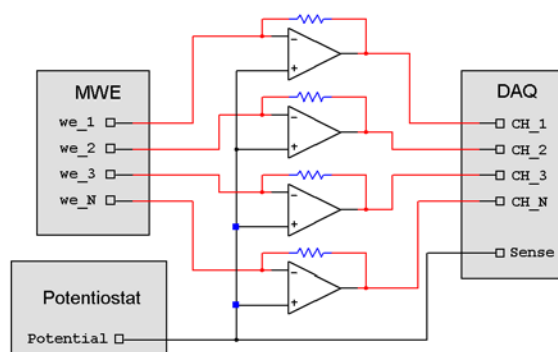 MWE
we_1
we_2
we_3
we_N
Potentiostat
Potential
−
+
−
+
−
+
−
+
DAQ
CH_1
CH_2
CH_3
CH_N
Sense